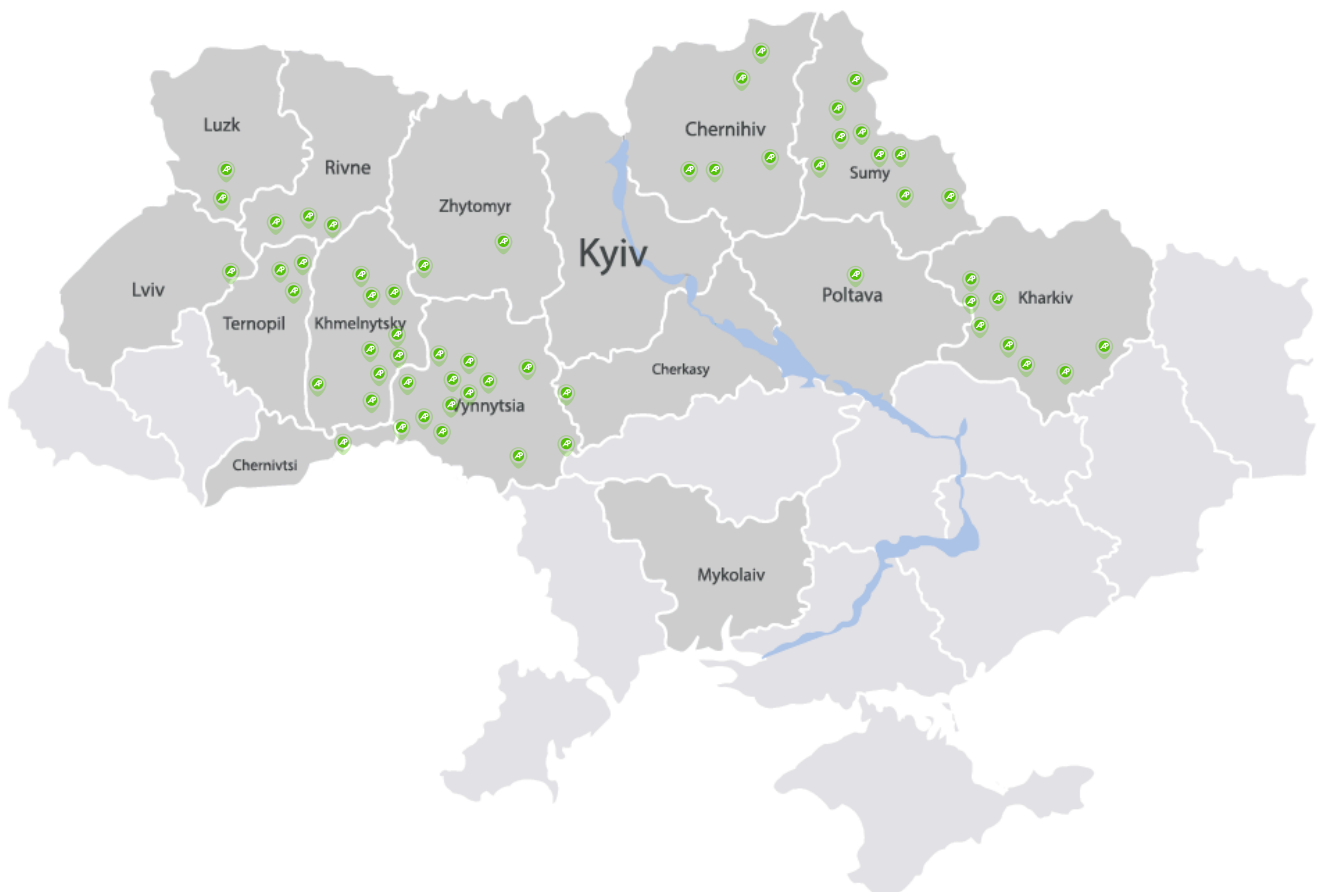 Luzk
Chernihiv
Rivne
Sumy
Zhytomyr
Kyiv
Lviv
Poltava
Kharkiv
Ternopil
Khmelnytsky
Cherkasy
Vynnytsia
Chernivtsi
Mykolaiv